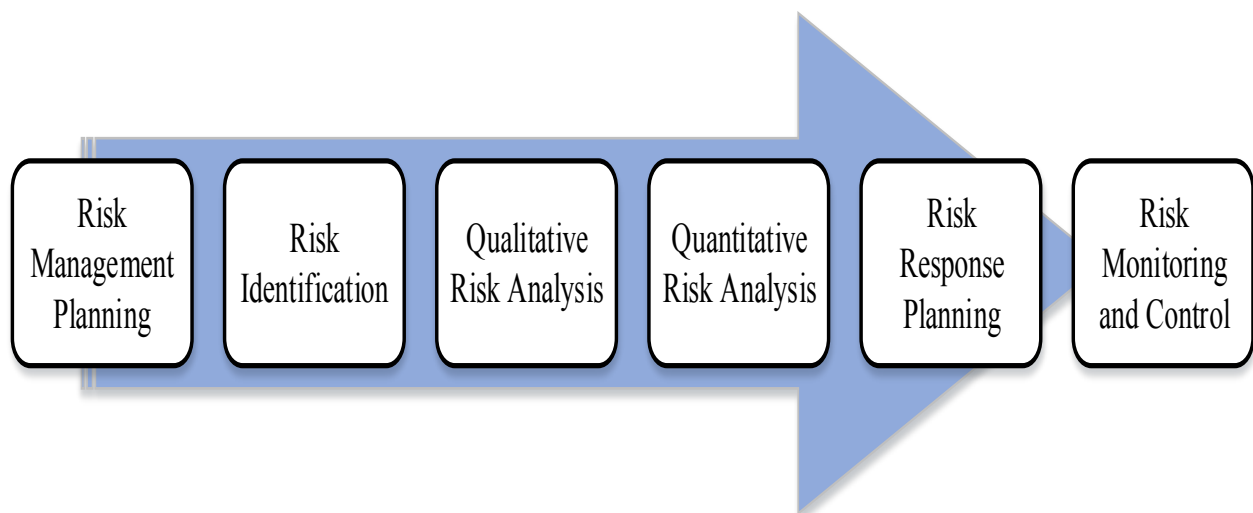 Risk
Management
Planning
Risk
Identification
Qualitative
Risk Analysis
Quantitative
Risk Analysis
Risk
Response
Planning
Risk
Monitoring
and Control